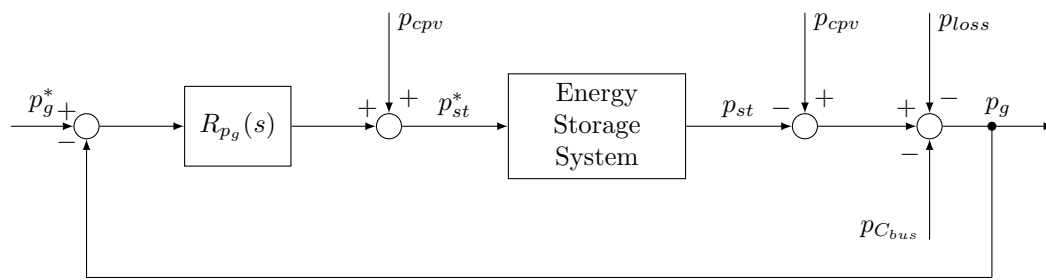 p_{cpv}
p_{cpv}
p_{loss}
p_g^*
+
−
R_{p_g}(s)
+
+
p_{st}^*
Energy
Storage
System
p_{st}
−
+
+
−
−
p_g
p_{C_{bus}}